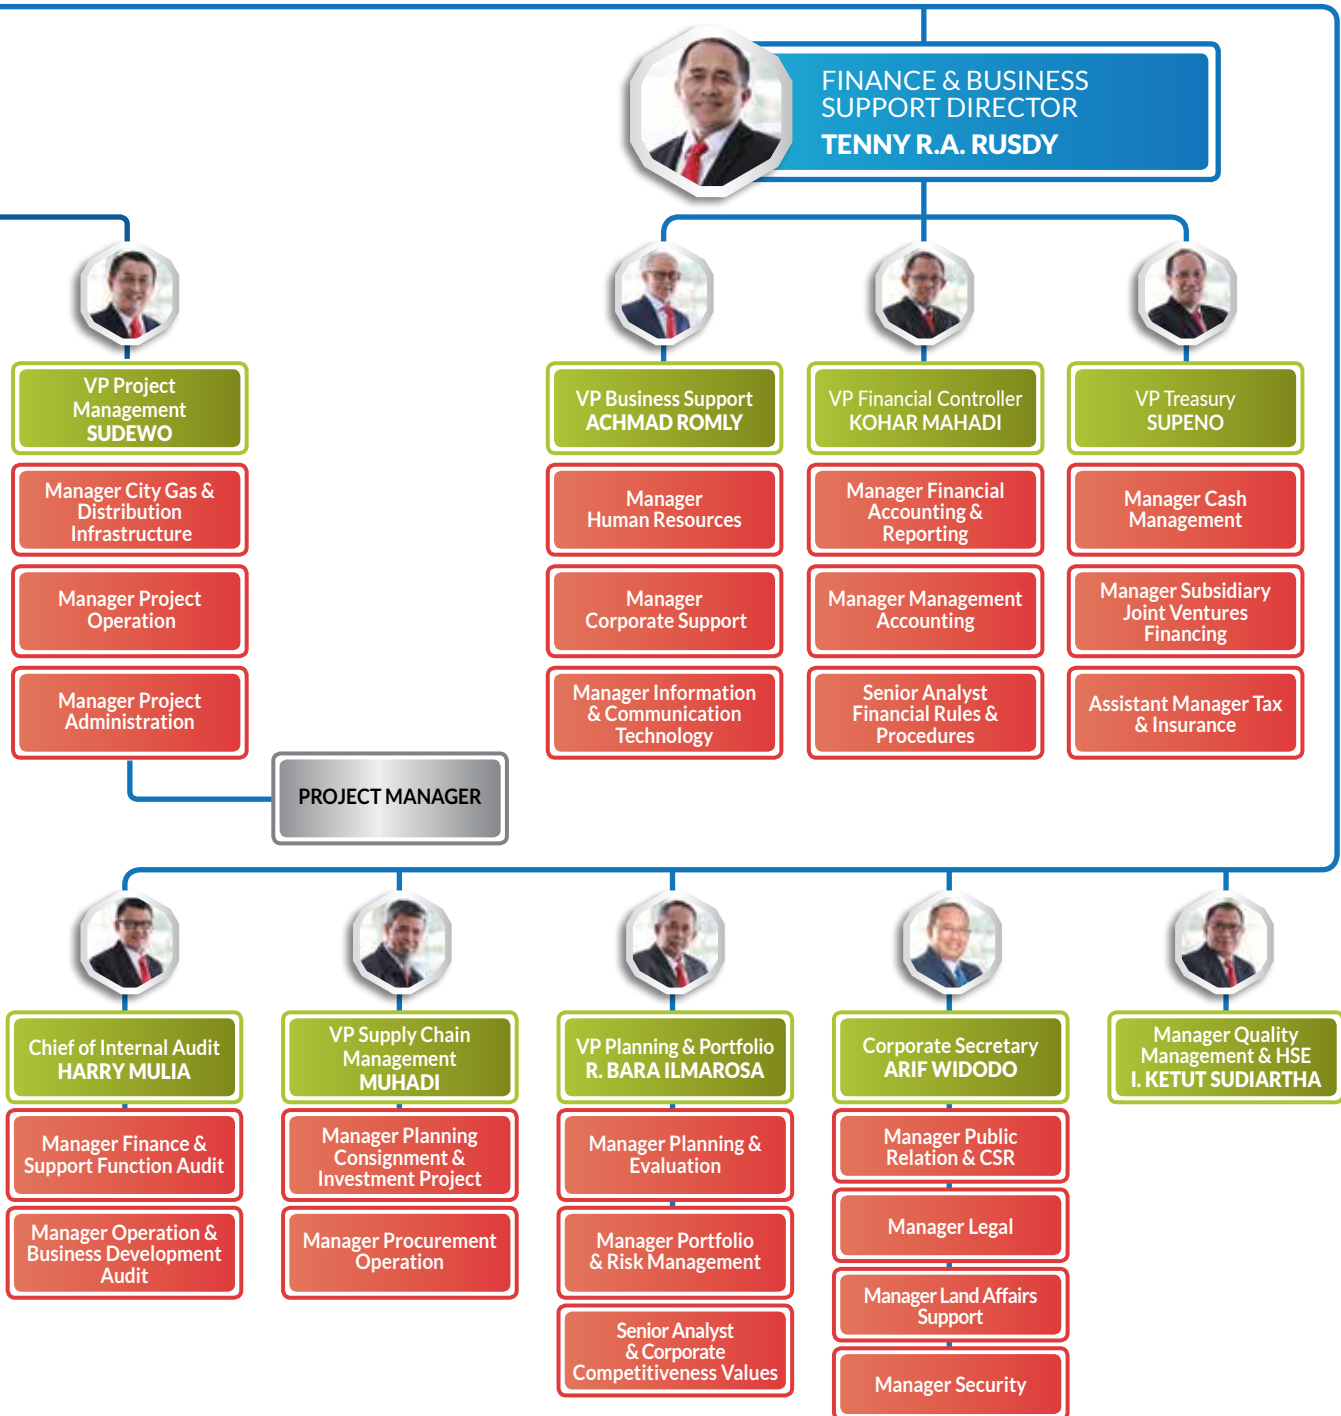 FINANCE & BUSINESS
SUPPORT DIRECTOR
TENNY R.A. RUSDY
VP Project
Management
SUDEWO
Manager City Gas &
Distribution
Infrastructure
Manager Project
Operation
Manager Project
Administration
PROJECT MANAGER
VP Business Support
ACHMAD ROMLY
Manager
Human Resources
Manager
Corporate Support
Manager Information
& Communication
Technology
VP Financial Controller
KOHAR MAHADI
Manager Financial
Accounting &
Reporting
Manager Management
Accounting
Senior Analyst
Financial Rules &
Procedures
VP Treasury
SUPENO
Manager Cash
Management
Manager Subsidiary
Joint Ventures
Financing
Assistant Manager Tax
& Insurance
Chief of Internal Audit
HARRY MULIA
Manager Finance &
Support Function Audit
Manager Operation &
Business Development
Audit
VP Supply Chain
Management
MUHADI
Manager Planning
Consignment &
Investment Project
Manager Procurement
Operation
VP Planning & Portfolio
R. BARA ILMAROSA
Manager Planning &
Evaluation
Manager Portfolio
& Risk Management
Senior Analyst
& Corporate
Competitiveness Values
Corporate Secretary
ARIF WIDODO
Manager Public
Relation & CSR
Manager Legal
Manager Land Affairs
Support
Manager Security
Manager Quality
Management & HSE
I. KETUT SUDIARTHA